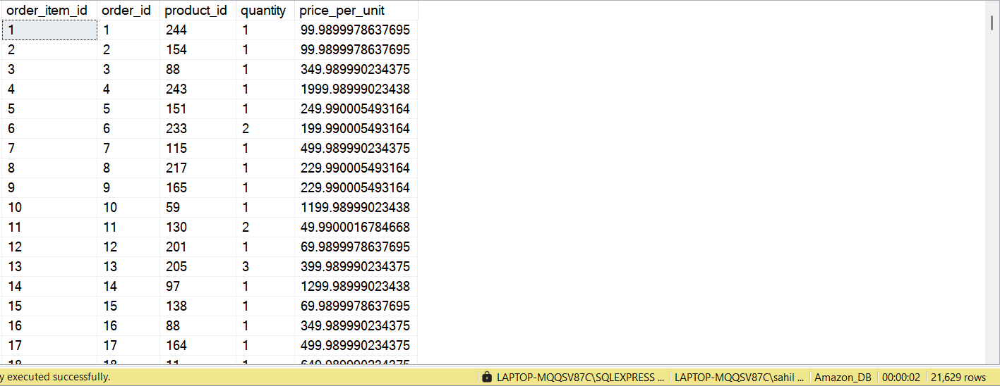 order_item_id order_id product_id quantity price_per_unit
1 1 244 1 99.9899978637695
2 2 154 1 99.9899978637695
3 3 88 1 349.989990234375
4 4 243 1 1999.98999023438
5 5 151 1 249.990005493164
6 6 233 2 199.990005493164
7 7 115 1 499.989990234375
8 8 217 1 229.990005493164
9 9 165 1 229.990005493164
10 10 59 1 1199.98999023438
11 11 130 2 49.9900016784668
12 12 201 1 69.9899978637695
13 13 205 3 399.989990234375
14 14 97 1 1299.98999023438
15 15 138 1 69.9899978637695
16 16 88 1 349.989990234375
17 17 164 1 499.989990234375
18 18 11 1 649.989990234375
y executed successfully. LAPTOP-MQQSV87C\SQLEXPRESS ... LAPTOP-MQQSV87C\sahil ... Amazon_DB 00:00:02 21,629 rows